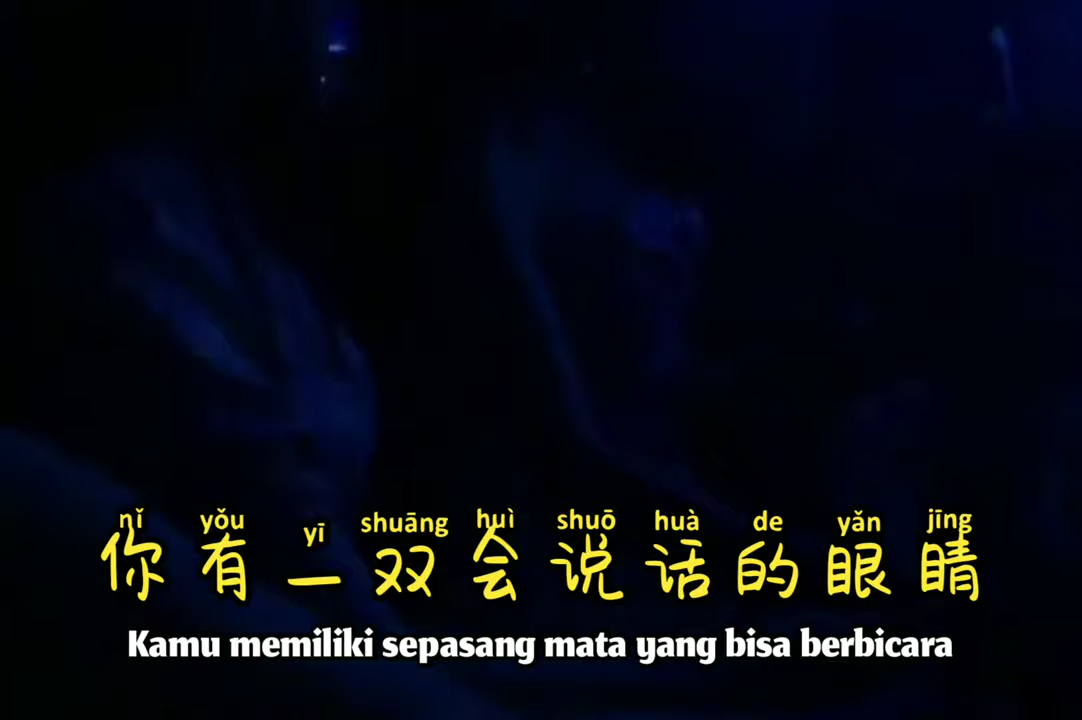 nǐ yǒu yī shuāng huì shuō huà de yǎn jīng
你有一双会说话的眼睛
Kamu memiliki sepasang mata yang bisa berbicara